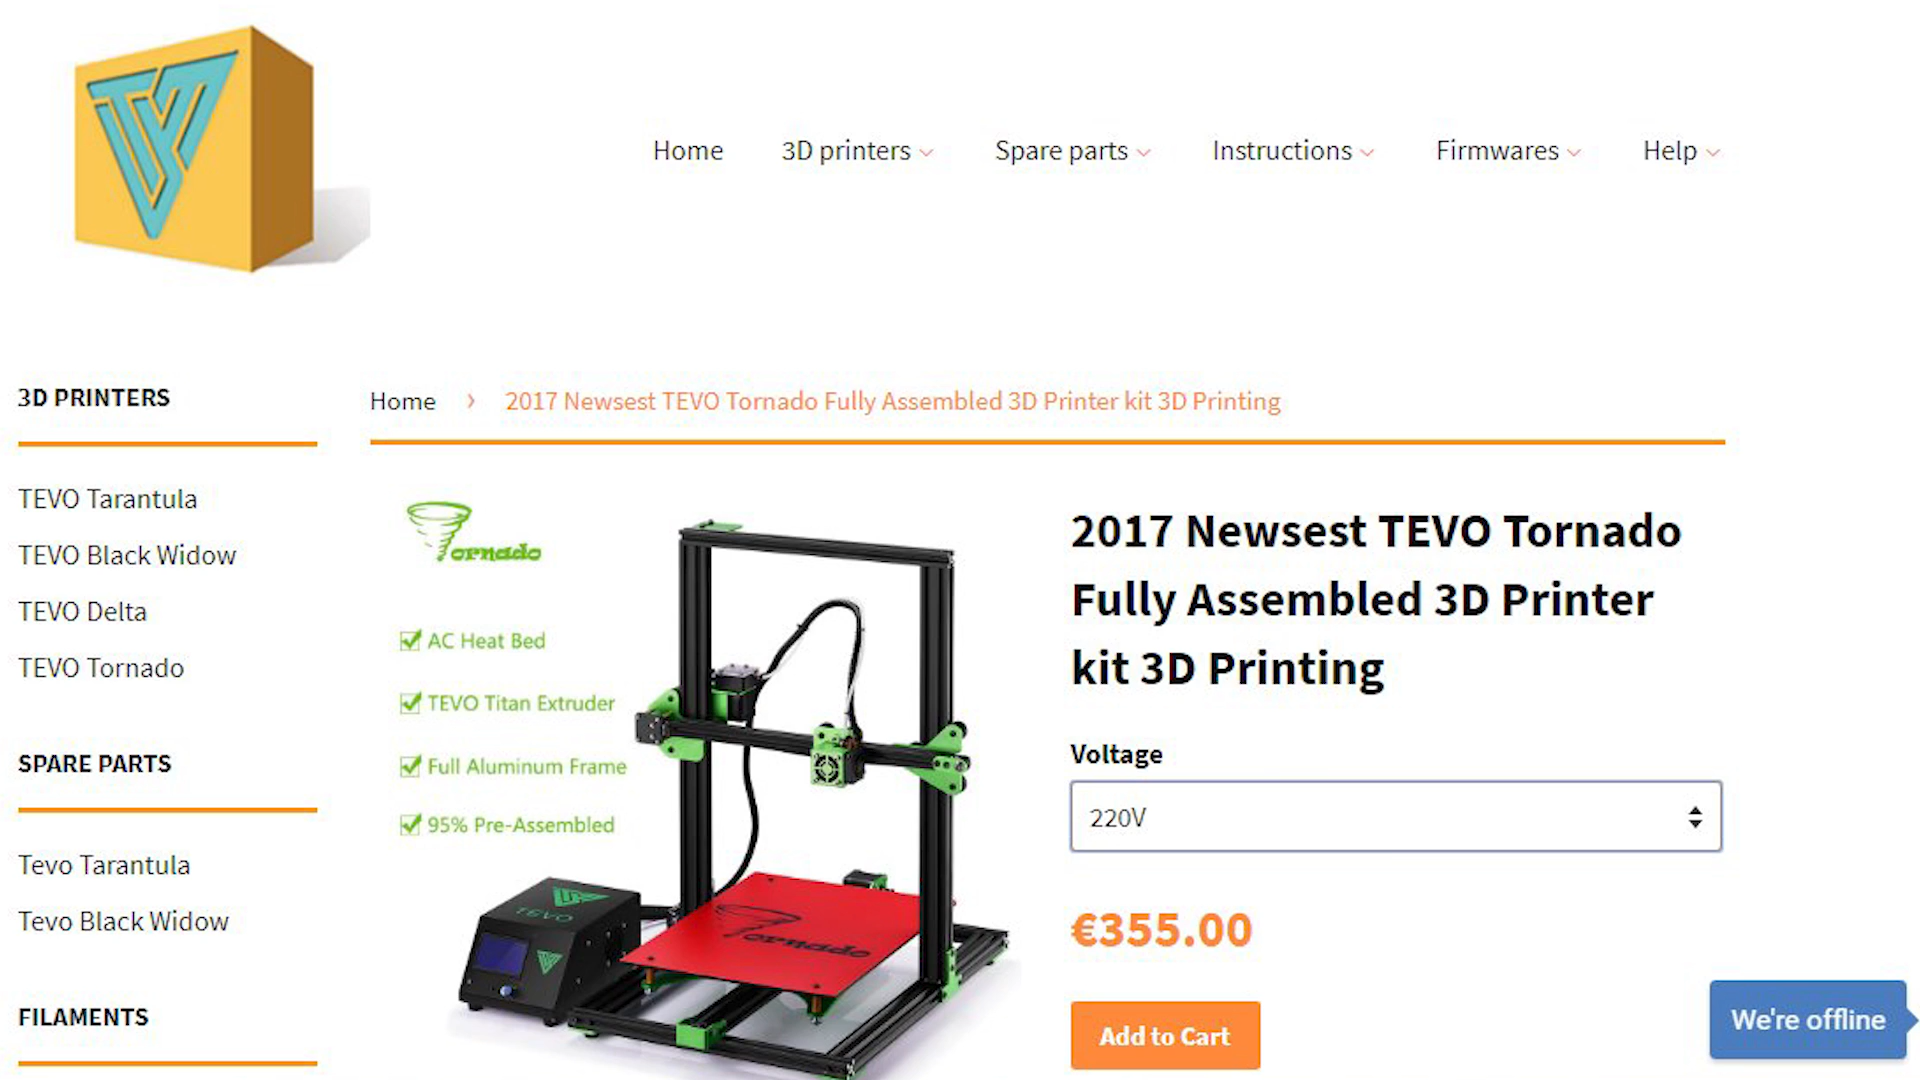 Home 3D printers Spare parts Instructions Firmwares Help
3D PRINTERS
TEVO Tarantula
TEVO Black Widow
TEVO Delta
TEVO Tornado
SPARE PARTS
Tevo Tarantula
Tevo Black Widow
FILAMENTS
Home › 2017 Newsest TEVO Tornado Fully Assembled 3D Printer kit 3D Printing
Tornado
AC Heat Bed
TEVO Titan Extruder
Full Aluminum Frame
95% Pre-Assembled
TEVO
Tornado
2017 Newsest TEVO Tornado
Fully Assembled 3D Printer
kit 3D Printing
Voltage
220V
€355.00
Add to Cart
We're offline